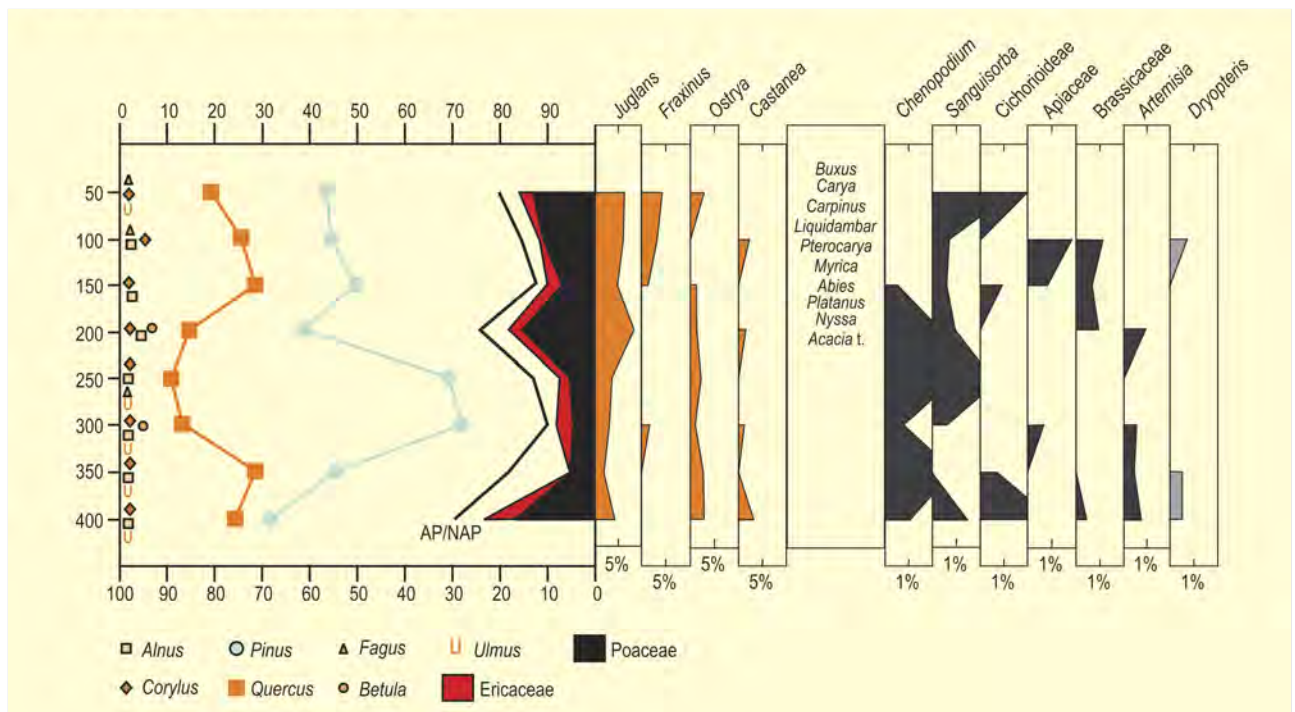 Juglans Fraxinus Ostrya Castanea Chenopodium Sanguisorba Cichorioideae Apiaceae Brassicaceae Artemisia Dryopteris
0 10 20 30 40 50 60 70 80 90
50
100
150
200
250
300
350
400
Buxus
Carya
Carpinus
Liquidambar
Pterocarya
Myrica
Abies
Platanus
Nyssa
Acacia t.
AP/NAP
5% 5% 5% 5% 1% 1% 1% 1% 1% 1% 1%
100 90 80 70 60 50 40 30 20 10 0
Alnus Pinus Fagus Ulmus Poaceae
Corylus Quercus Betula Ericaceae